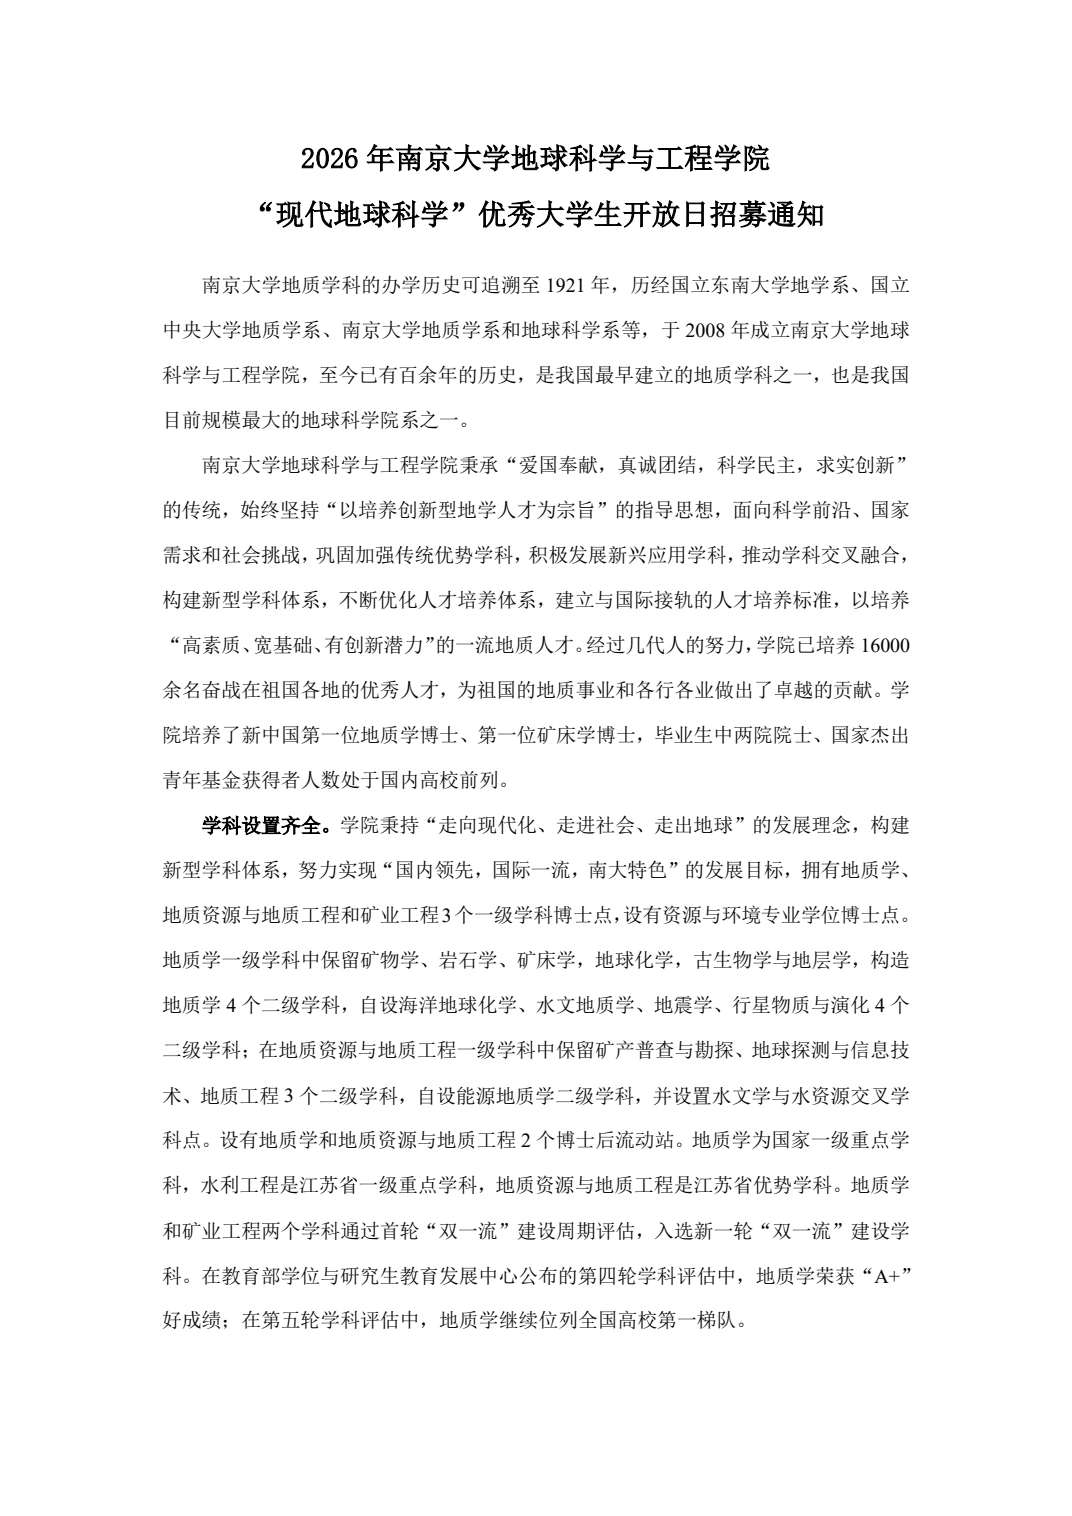 2026 年南京大学地球科学与工程学院
“现代地球科学”优秀大学生开放日招募通知
南京大学地质学科的办学历史可追溯至 1921 年，历经国立东南大学地学系、国立
中央大学地质学系、南京大学地质学系和地球科学系等，于 2008 年成立南京大学地球
科学与工程学院，至今已有百余年的历史，是我国最早建立的地质学科之一，也是我国
目前规模最大的地球科学院系之一。
南京大学地球科学与工程学院秉承“爱国奉献，真诚团结，科学民主，求实创新”
的传统，始终坚持“以培养创新型地学人才为宗旨”的指导思想，面向科学前沿、国家
需求和社会挑战，巩固加强传统优势学科，积极发展新兴应用学科，推动学科交叉融合，
构建新型学科体系，不断优化人才培养体系，建立与国际接轨的人才培养标准，以培养
“高素质、宽基础、有创新潜力”的一流地质人才。经过几代人的努力，学院已培养 16000
余名奋战在祖国各地的优秀人才，为祖国的地质事业和各行各业做出了卓越的贡献。学
院培养了新中国第一位地质学博士、第一位矿床学博士，毕业生中两院院士、国家杰出
青年基金获得者人数处于国内高校前列。
学科设置齐全。学院秉持“走向现代化、走进社会、走出地球”的发展理念，构建
新型学科体系，努力实现“国内领先，国际一流，南大特色”的发展目标，拥有地质学、
地质资源与地质工程和矿业工程3个一级学科博士点，设有资源与环境专业学位博士点。
地质学一级学科中保留矿物学、岩石学、矿床学，地球化学，古生物学与地层学，构造
地质学 4 个二级学科，自设海洋地球化学、水文地质学、地震学、行星物质与演化 4 个
二级学科；在地质资源与地质工程一级学科中保留矿产普查与勘探、地球探测与信息技
术、地质工程 3 个二级学科，自设能源地质学二级学科，并设置水文学与水资源交叉学
科点。设有地质学和地质资源与地质工程 2 个博士后流动站。地质学为国家一级重点学
科，水利工程是江苏省一级重点学科，地质资源与地质工程是江苏省优势学科。地质学
和矿业工程两个学科通过首轮“双一流”建设周期评估，入选新一轮“双一流”建设学
科。在教育部学位与研究生教育发展中心公布的第四轮学科评估中，地质学荣获“A+”
好成绩；在第五轮学科评估中，地质学继续位列全国高校第一梯队。